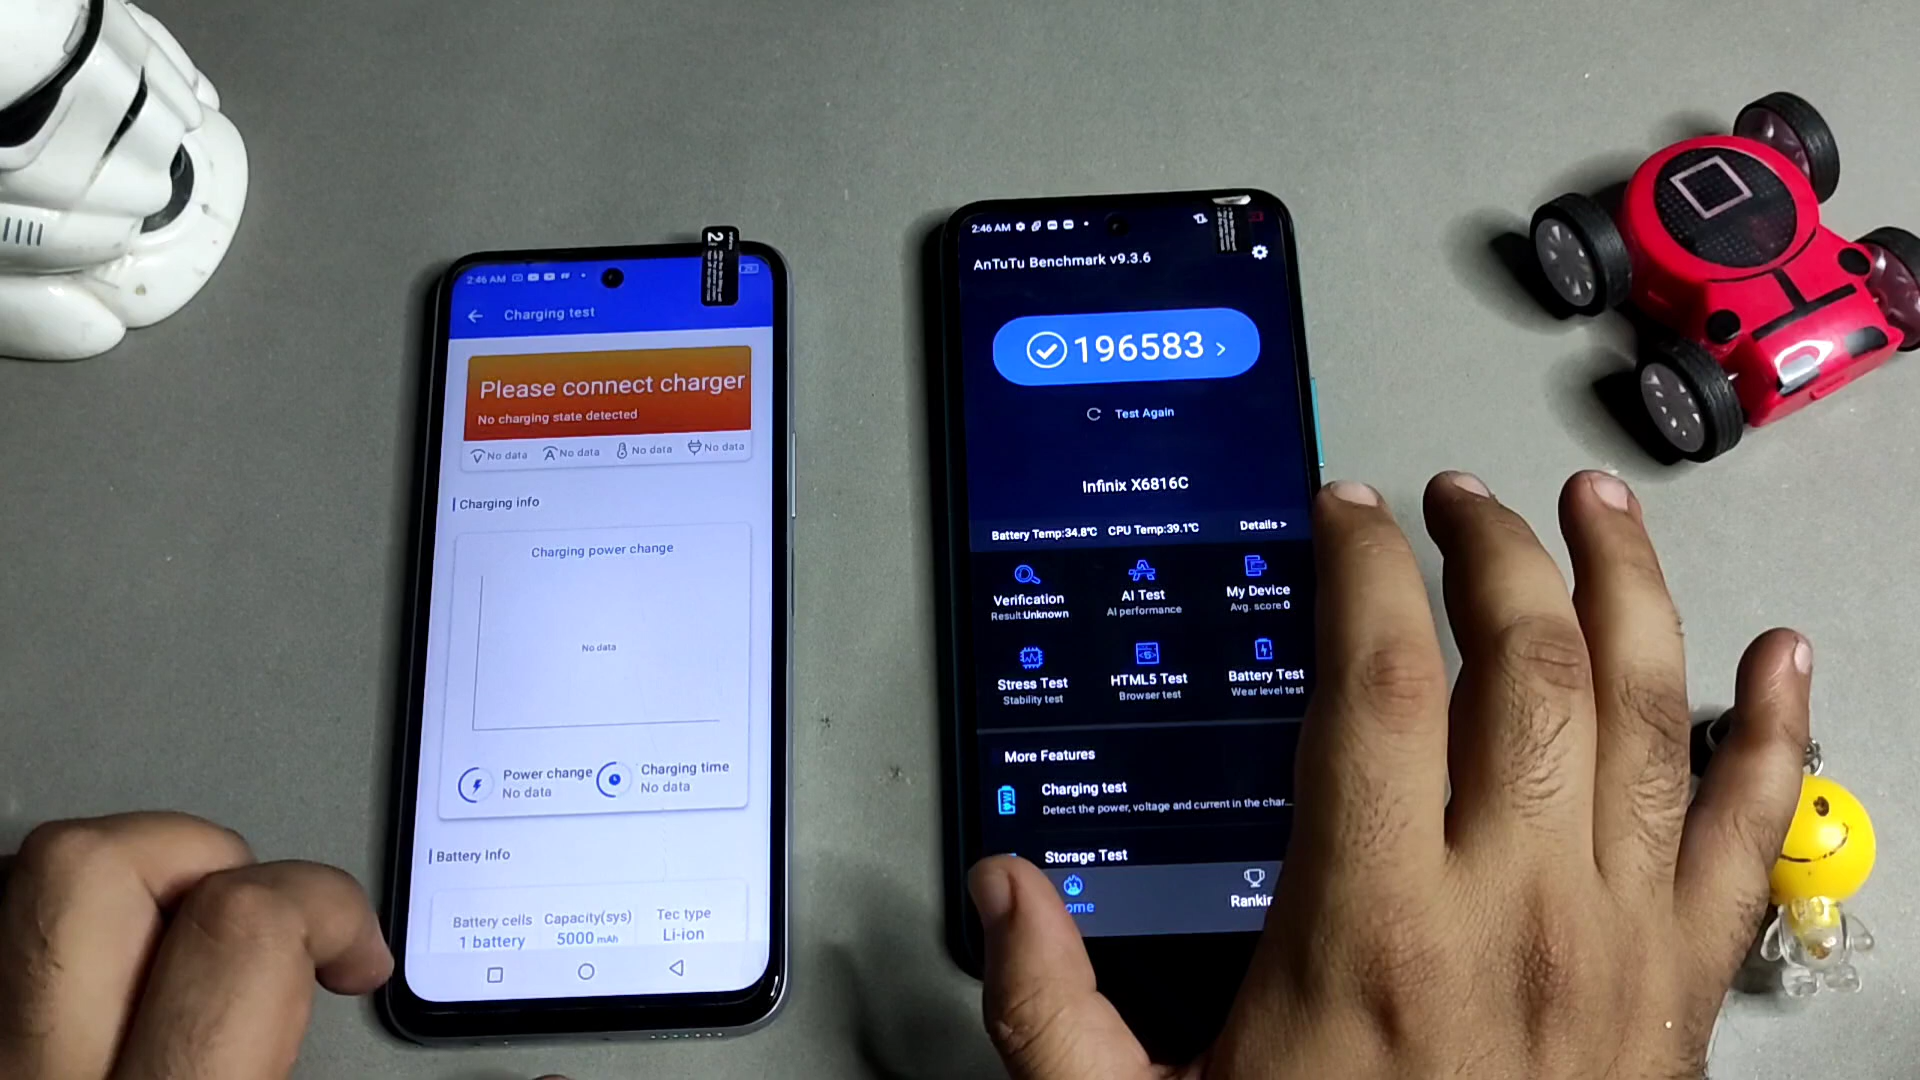 2:46 AM
Charging test
Please connect charger
No charging state detected
No data
No data
No data
No data
Charging info
Charging power change
No data
Power change
No data
Charging time
No data
Battery Info
Battery cells
1 battery
Capacity(sys)
5000 mAh
Tec type
Li-ion
2:46 AM
AnTuTu Benchmark v9.3.6
196583 >
Test Again
Infinix X6816C
Battery Temp:34.8℃ CPU Temp:39.1℃ Details >
Verification
Result:Unknown
AI Test
AI performance
My Device
Avg. score:0
Stress Test
Stability test
HTML5 Test
Browser test
Battery Test
Wear level test
More Features
Charging test
Detect the power, voltage and current in the char...
Storage Test
ome
Rankin